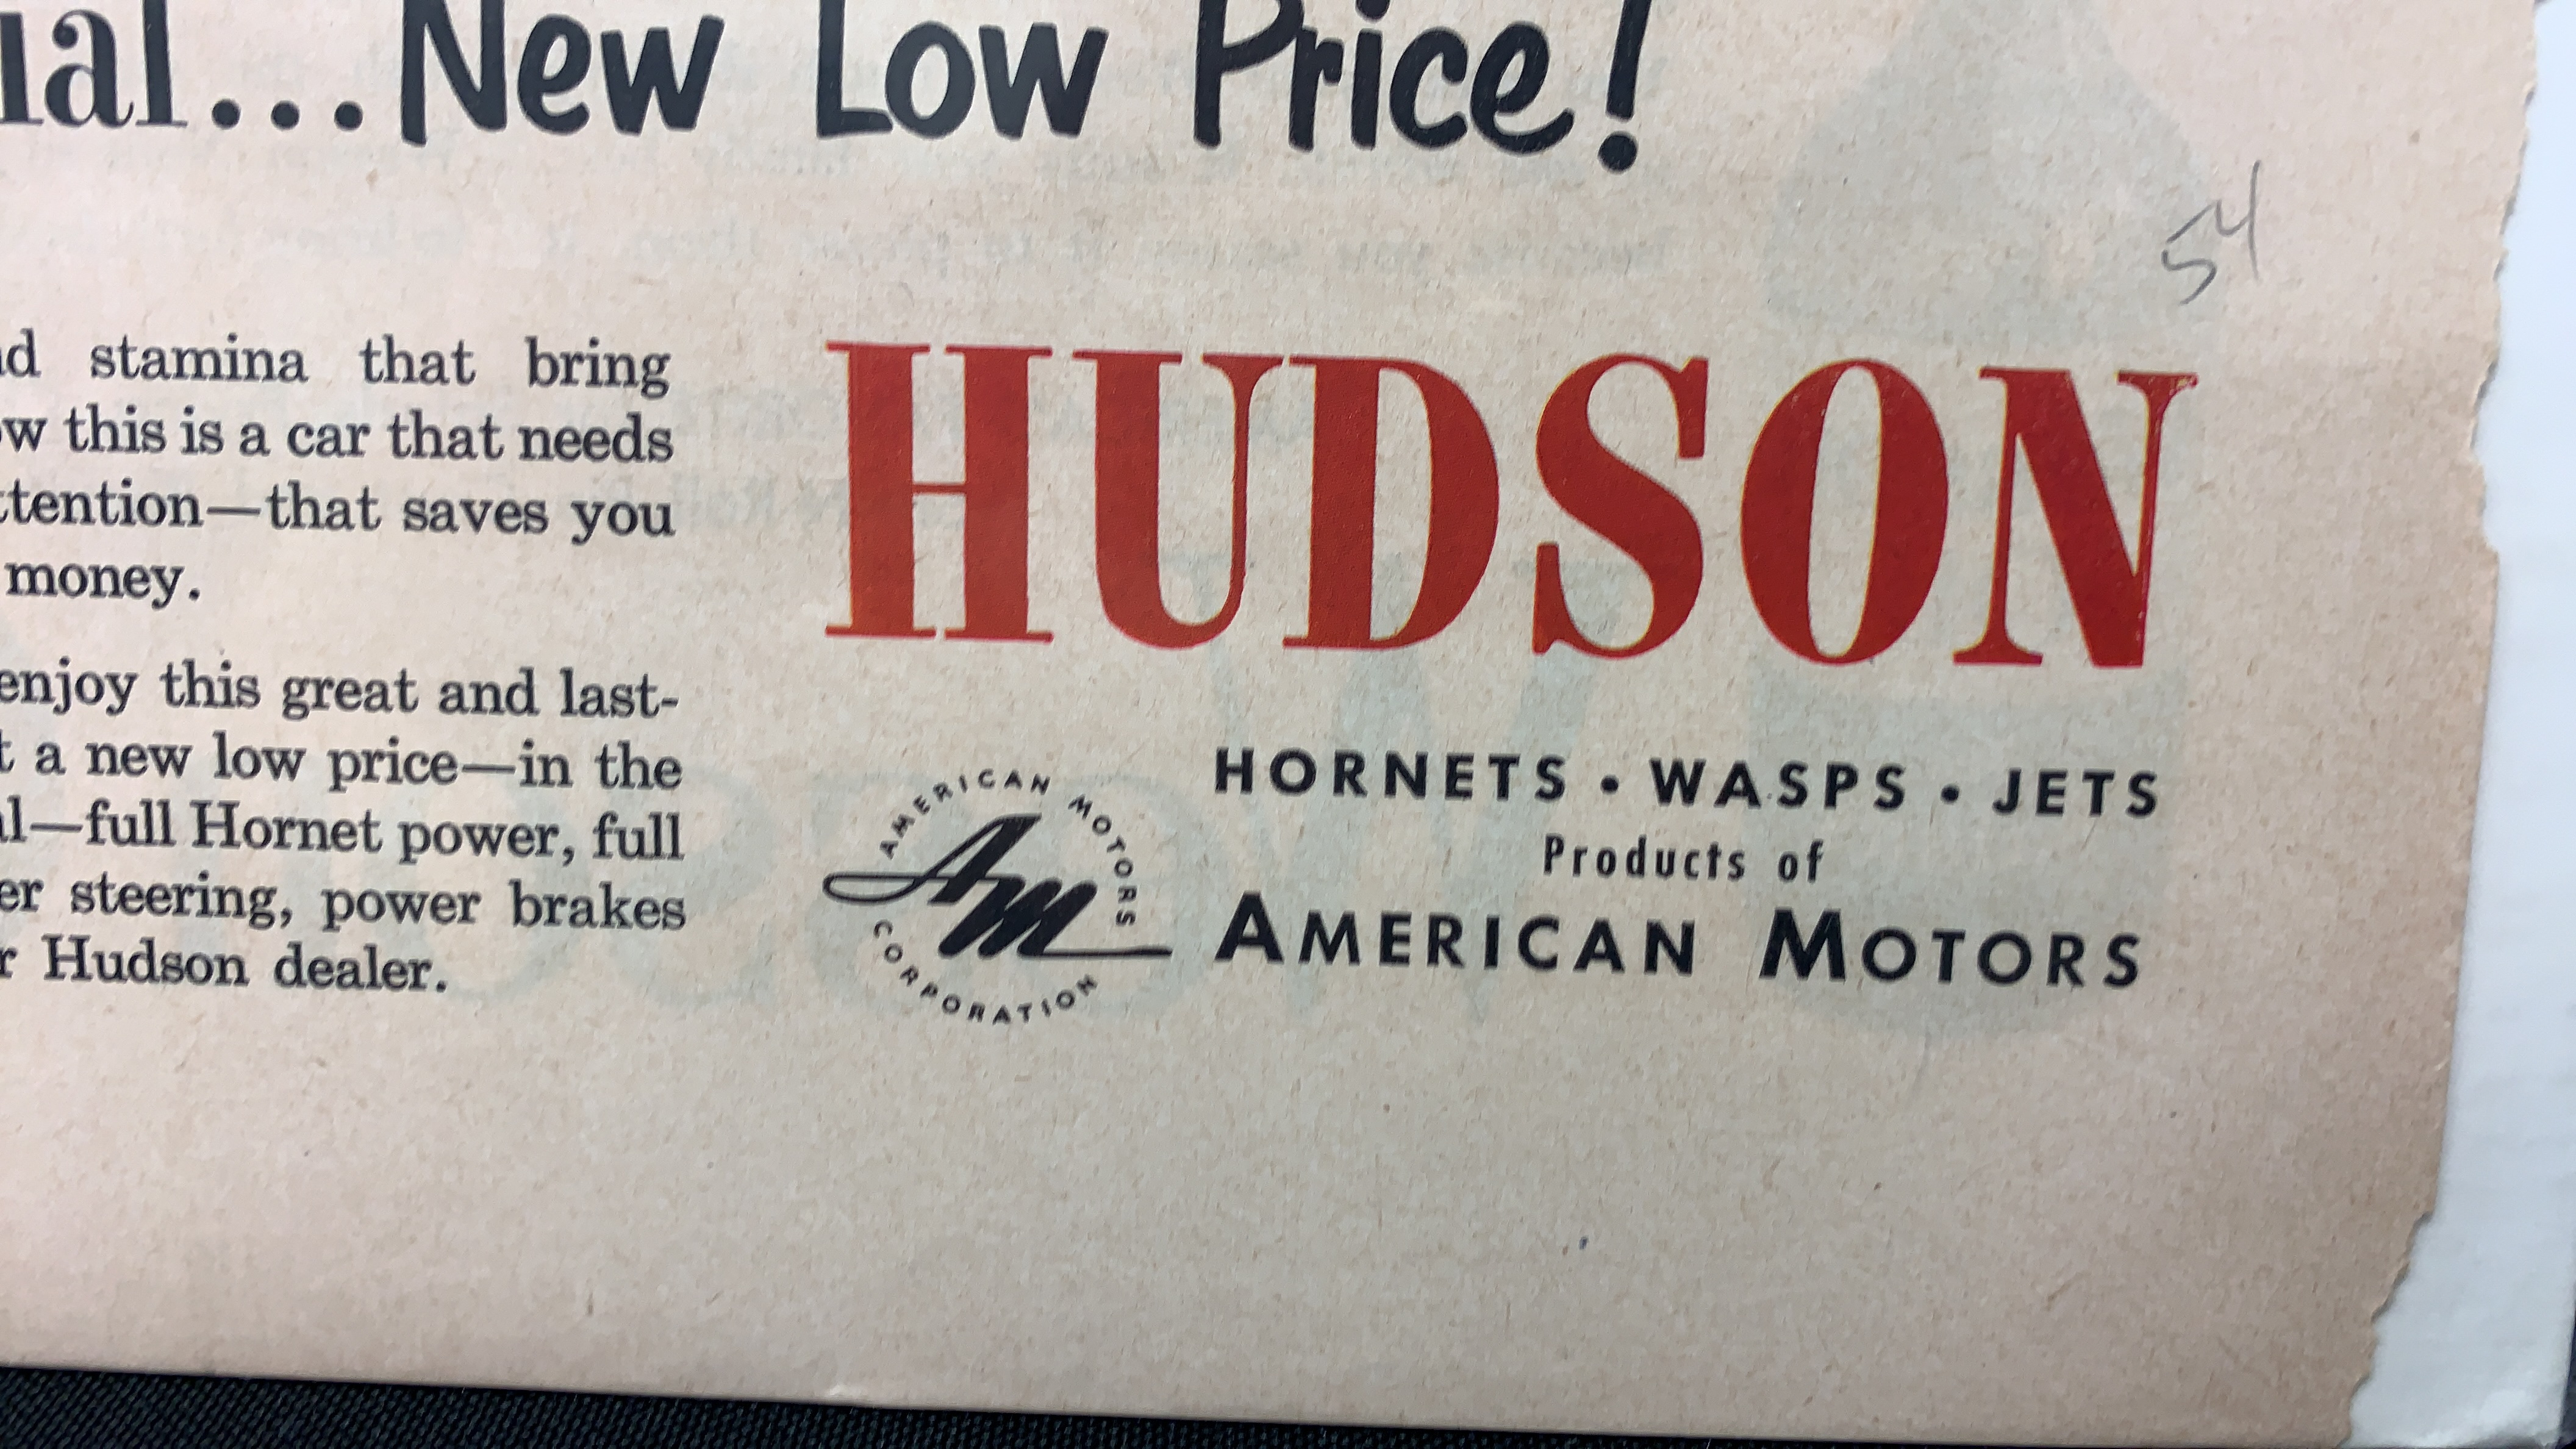 ial...New Low Price!
54
d stamina that bring
w this is a car that needs
ttention—that saves you
money.
enjoy this great and last-
t a new low price—in the
l—full Hornet power, full
er steering, power brakes
r Hudson dealer.
HUDSON
HORNETS • WASPS • JETS
Products of
AMERICAN MOTORS
AMERICAN MOTORS
AM
CORPORATION